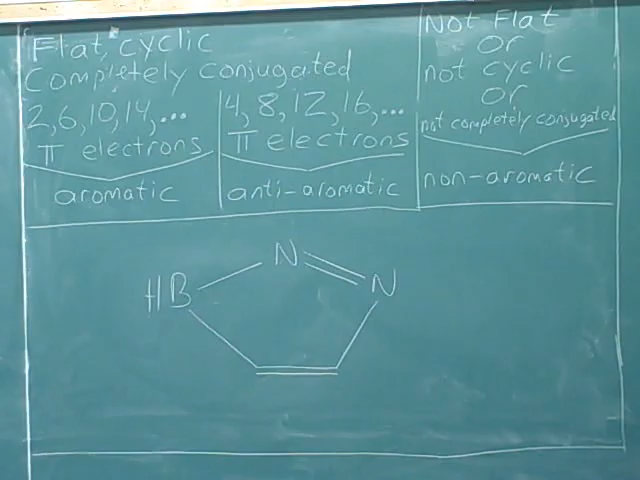 Flat, cyclic
Completely conjugated
2,6,10,14,...
π electrons
aromatic
4,8,12,16,...
π electrons
anti-aromatic
Not Flat
or
not cyclic
or
not completely conjugated
non-aromatic
N
HB
N